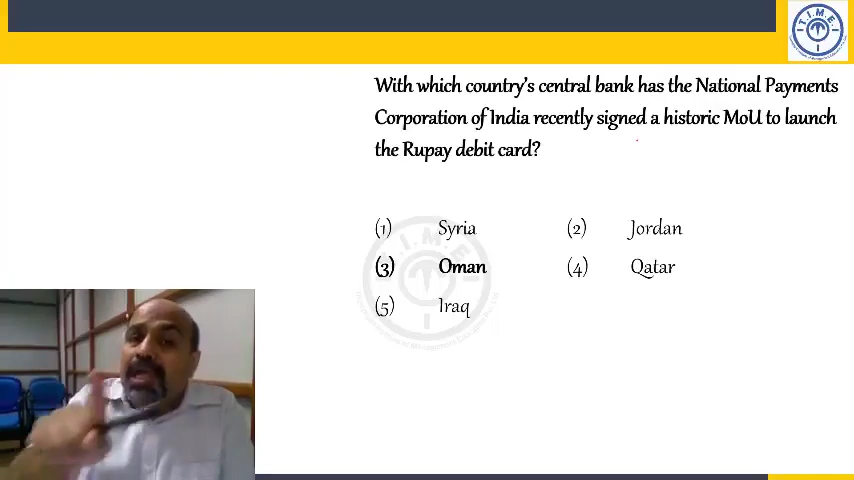 T.I.M.E.
With which country's central bank has the National Payments
Corporation of India recently signed a historic MoU to launch
the Rupay debit card?
(1) Syria (2) Jordan
(3) Oman (4) Qatar
(5) Iraq
T.I.M.E.